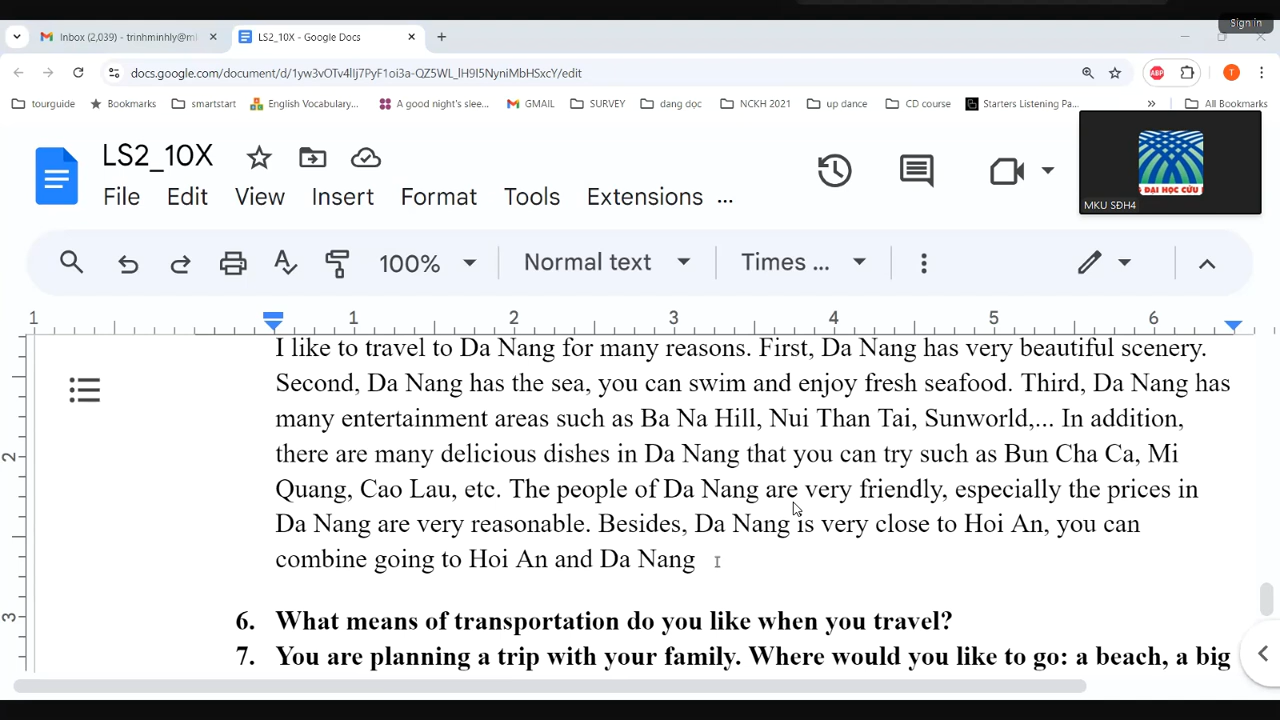 Sign in
Inbox (2,039) - trinhminhly@m
LS2_10X - Google Docs
docs.google.com/document/d/1yw3vOTv4lIj7PyF1oi3a-QZ5WL_lH9I5NyniMbHSxcY/edit
tourguide Bookmarks smartstart English Vocabulary... A good night's slee... GMAIL SURVEY dang dọc NCKH 2021 up dance CD course Starters Listening Pa... » All Bookmarks
LS2_10X
File Edit View Insert Format Tools Extensions ...
ĐẠI HỌC CỬU
MKU SĐH4
100% Normal text Times ...
1 1 2 3 4 5 6
I like to travel to Da Nang for many reasons. First, Da Nang has very beautiful scenery.
Second, Da Nang has the sea, you can swim and enjoy fresh seafood. Third, Da Nang has
many entertainment areas such as Ba Na Hill, Nui Than Tai, Sunworld,... In addition,
2
there are many delicious dishes in Da Nang that you can try such as Bun Cha Ca, Mi
Quang, Cao Lau, etc. The people of Da Nang are very friendly, especially the prices in
Da Nang are very reasonable. Besides, Da Nang is very close to Hoi An, you can
combine going to Hoi An and Da Nang
3
6. What means of transportation do you like when you travel?
7. You are planning a trip with your family. Where would you like to go: a beach, a big